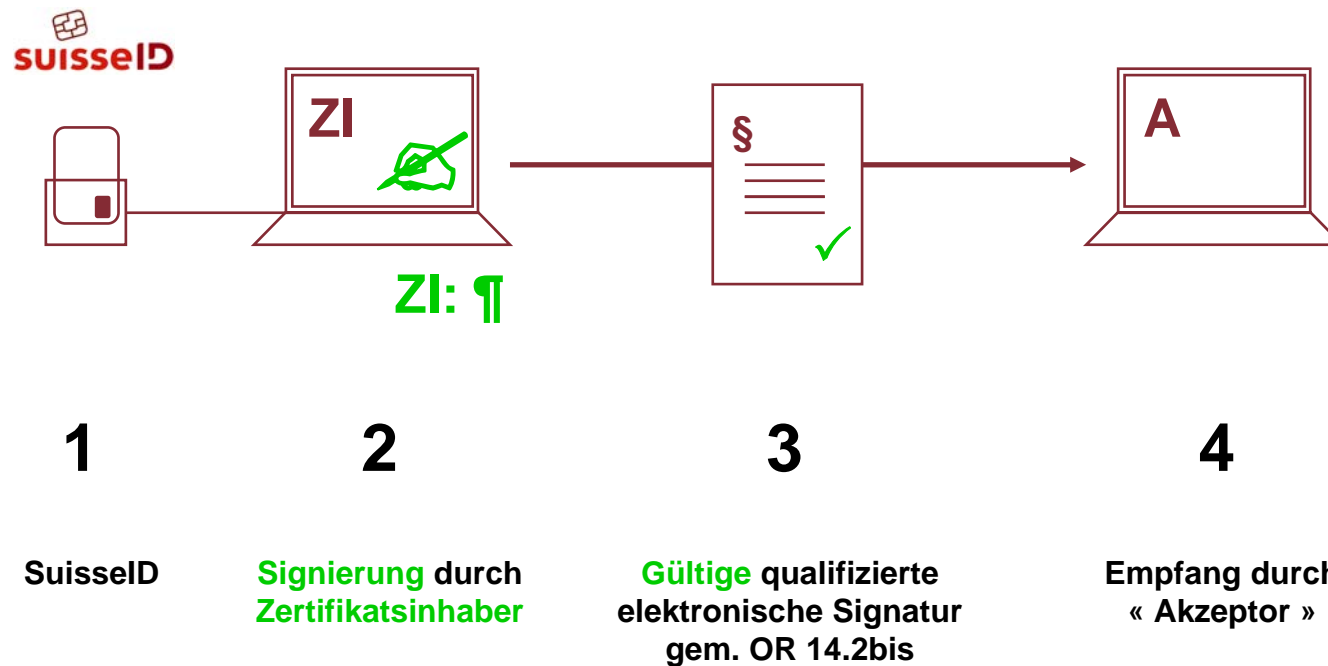 suisseID
ZI
§
A
ZI: ¶
1
2
3
4
SuisseID
Signierung durch
Zertifikatsinhaber
Gültige qualifizierte
elektronische Signatur
gem. OR 14.2bis
Empfang durch
« Akzeptor »